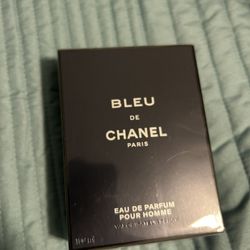 BLEU
DE
CHANEL
PARIS
EAU DE PARFUM
POUR HOMME